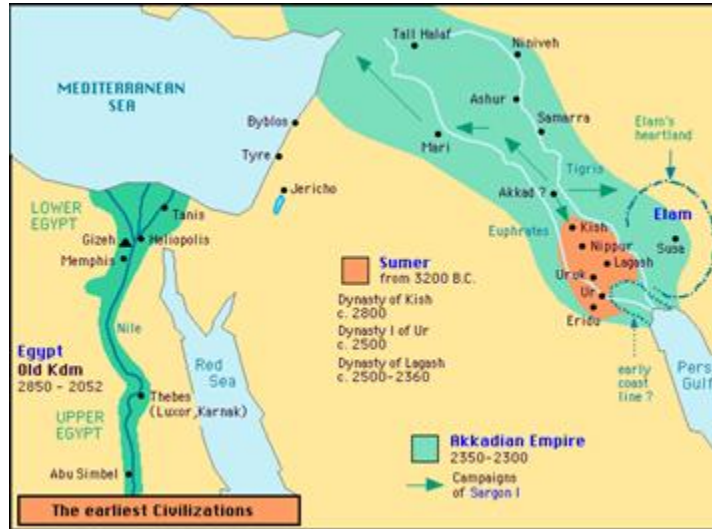 Tall Halaf
Niniveh
MEDITERRANEAN
SEA
Ashur
Byblos
Samarra
Elam's
heartland
Mari
Tyre
Tigris
Jericho
Akkad ?
LOWER
EGYPT
Tanis
Elam
Euphrates
Kish
Gizeh
Heliopolis
Nippur
Susa
Memphis
Sumer
from 3200 B.C.
Lagash
Uruk
Ur
Dynasty of Kish
c. 2800
Eridu
Nile
Dynasty I of Ur
c. 2500
Egypt
Old Kdm
2850 - 2052
Red
Sea
Dynasty of Lagash
c. 2500-2360
early
coast
line ?
Pers
Gulf
Thebes
(Luxor,Karnak)
UPPER
EGYPT
Akkadian Empire
2350-2300
Abu Simbel
Campaigns
of Sargon I
The earliest Civilizations